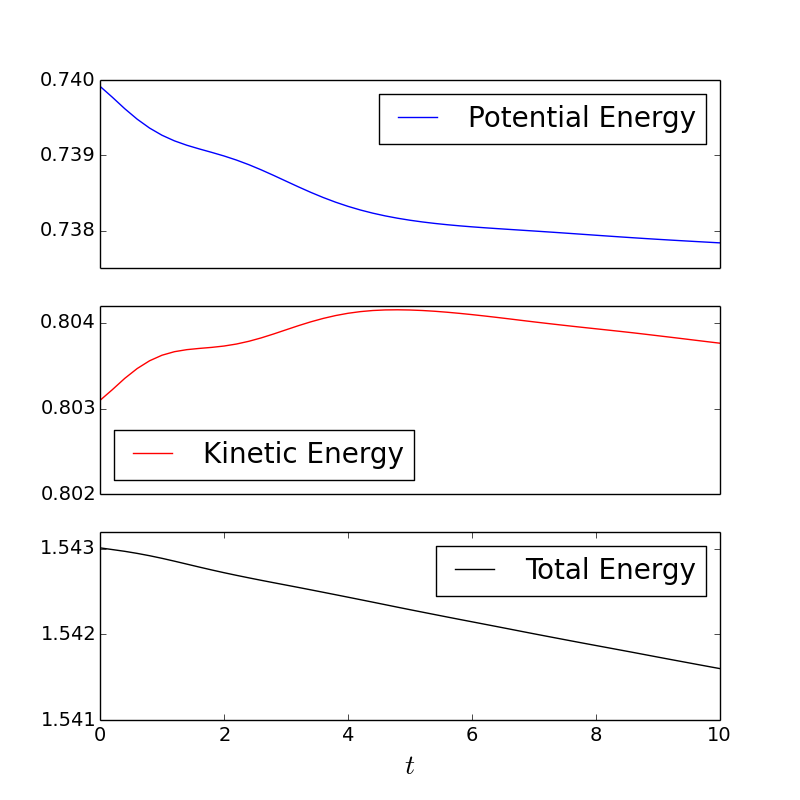 0.740
Potential Energy
0.739
0.738
0.804
0.803
Kinetic Energy
0.802
1.543
Total Energy
1.542
1.541
0 2 4 6 8 10
t